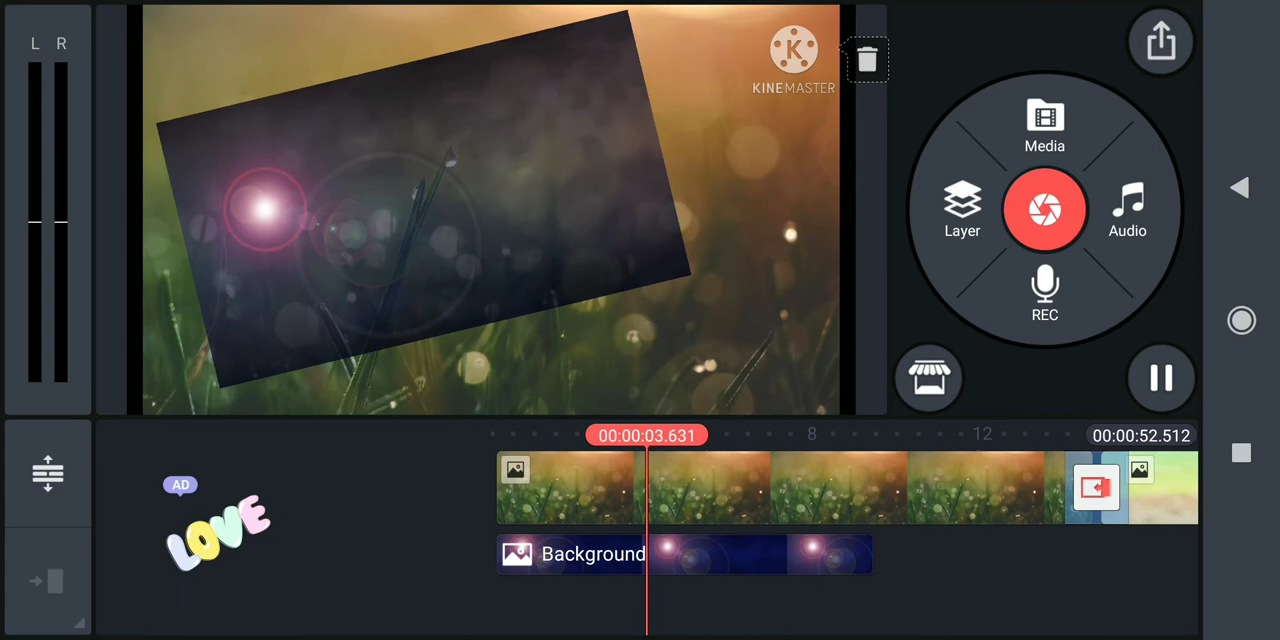 L R
KINEMASTER
Media
Layer
Audio
REC
00:00:03.631
8
12
00:00:52.512
AD
LOVE
Background